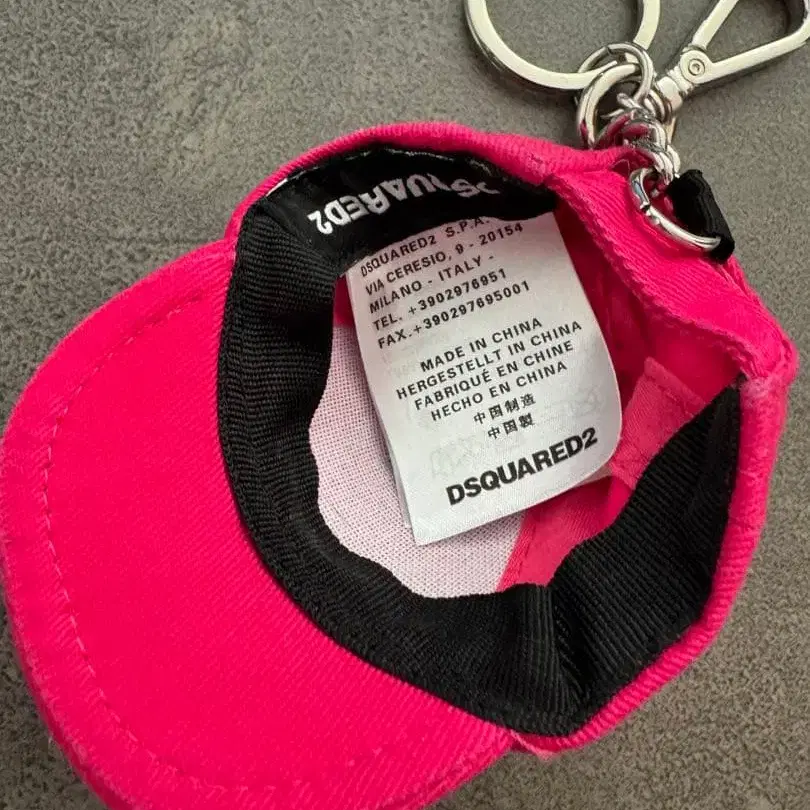 DSQUARED2
DSQUARED2 S.P.A.
VIA CERESIO, 9 - 20154
MILANO - ITALY -
TEL. +3902976951
FAX.+390297695001
MADE IN CHINA
HERGESTELLT IN CHINA
FABRIQUÉ EN CHINE
HECHO EN CHINA
中国制造
中国製
DSQUARED2